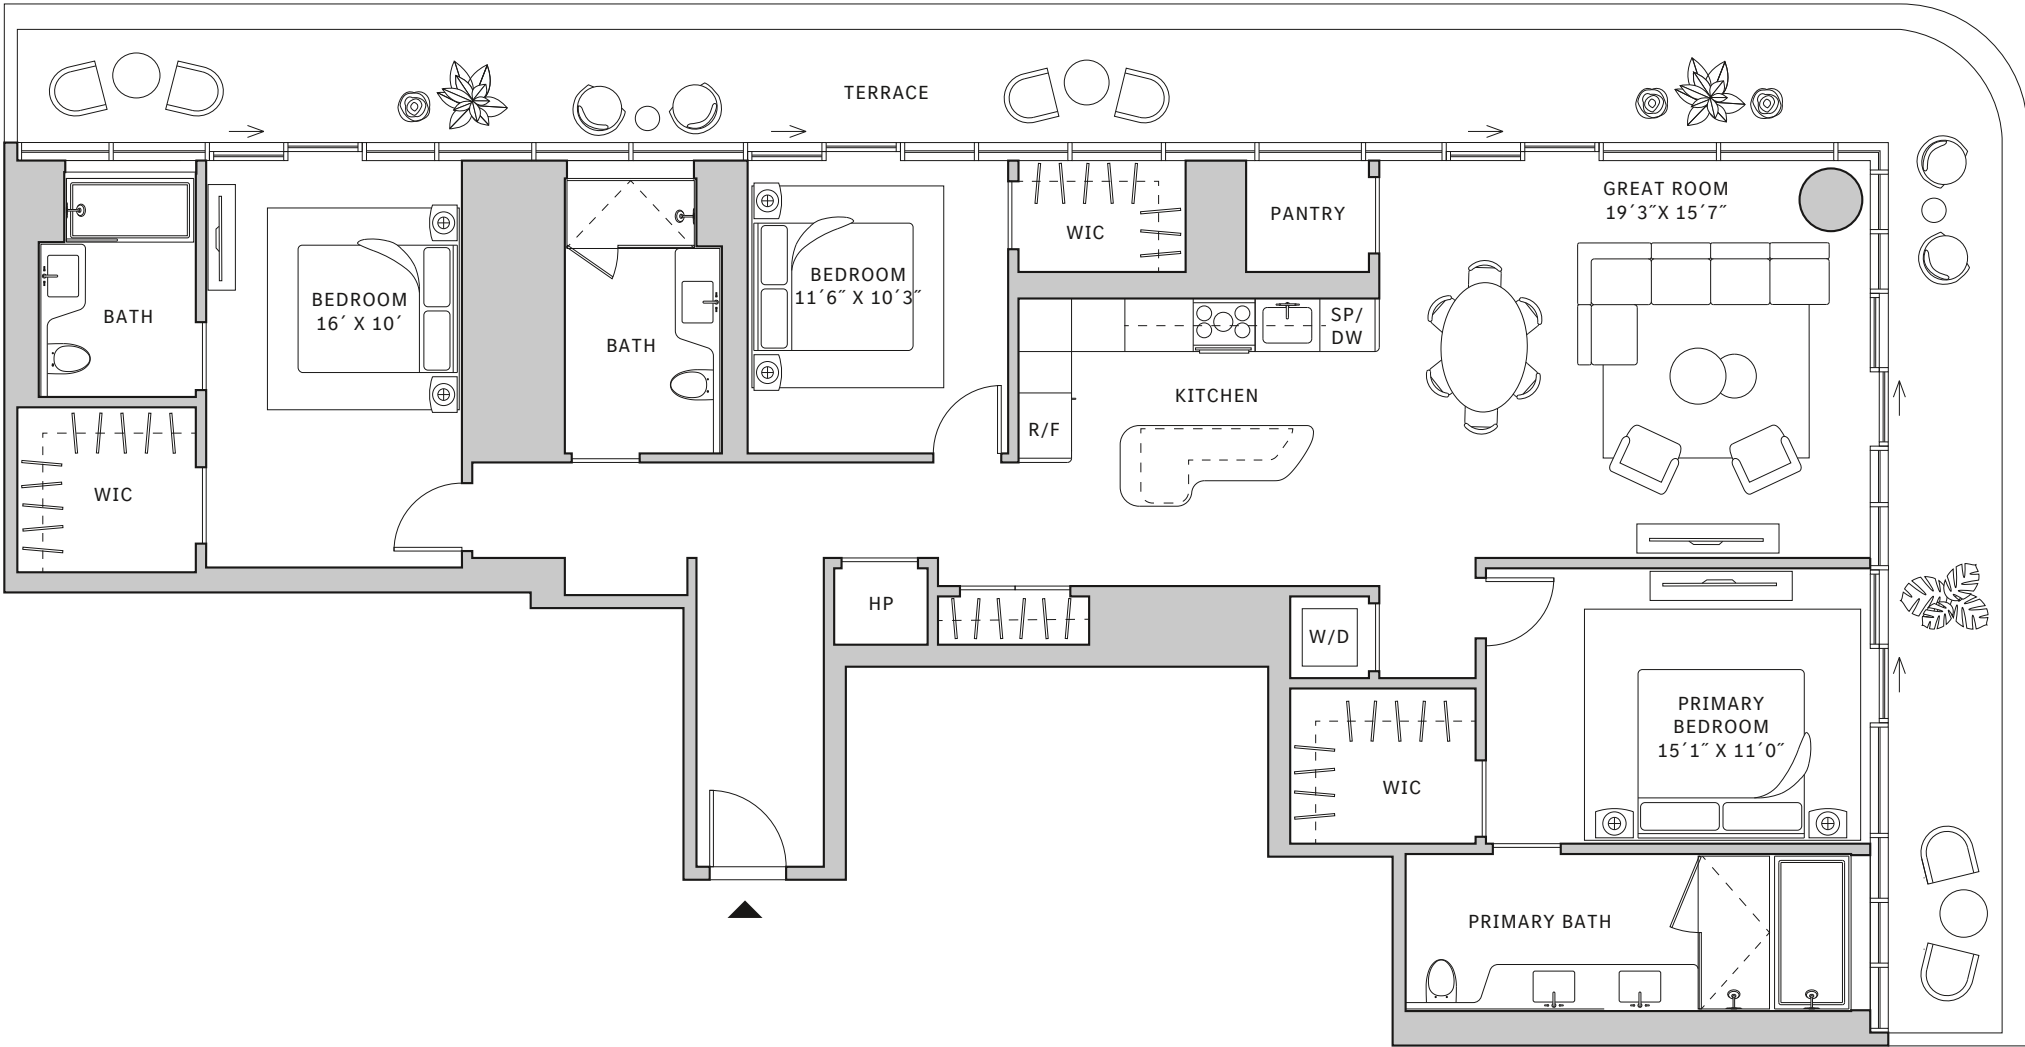 TERRACE
GREAT ROOM
19´3˝X 15´7˝
PANTRY
WIC
BEDROOM
11´6˝ X 10´3˝
BEDROOM
16´ X 10´
BATH
BATH
SP/
DW
KITCHEN
R/F
WIC
HP
W/D
PRIMARY
BEDROOM
15´1˝ X 11´0˝
WIC
PRIMARY BATH